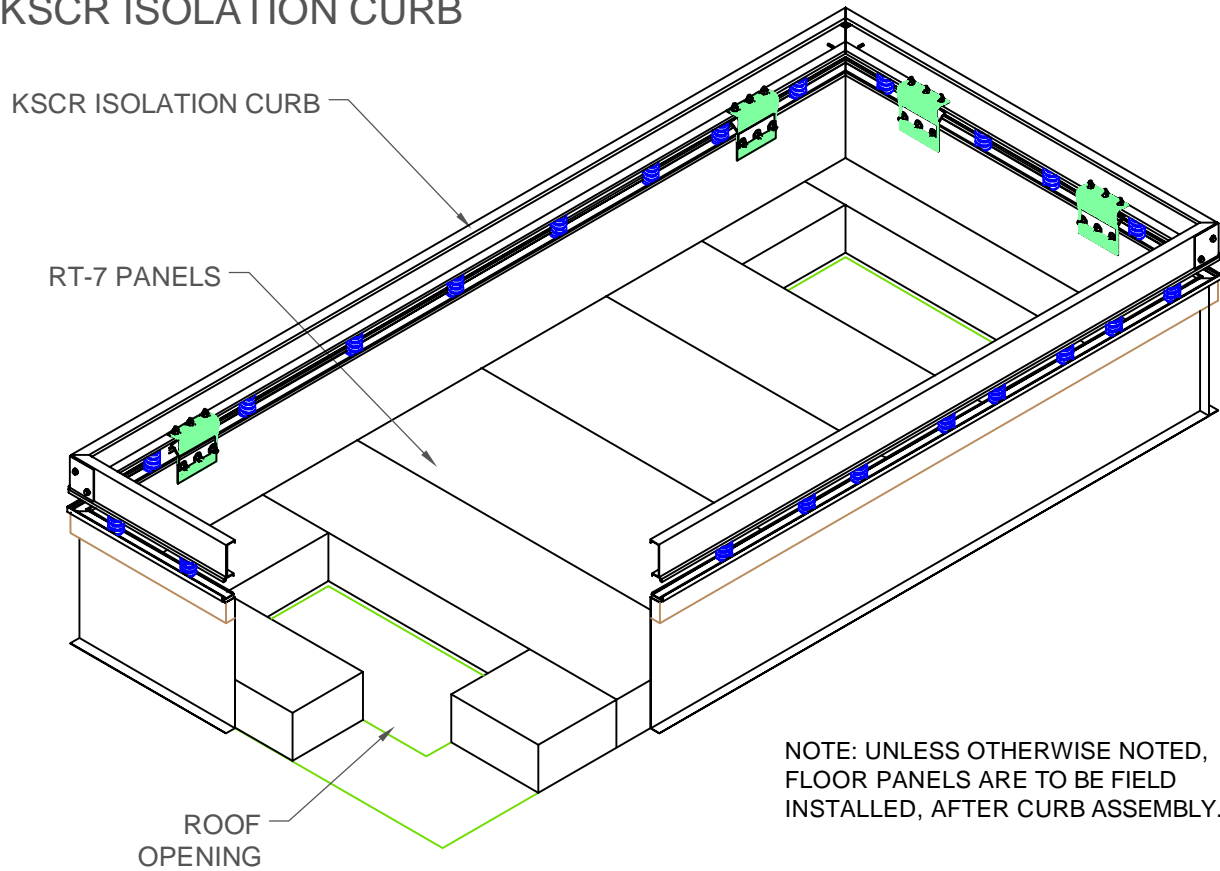 KSCR ISOLATION CURB
KSCR ISOLATION CURB
RT-7 PANELS
ROOF
OPENING
NOTE: UNLESS OTHERWISE NOTED,
FLOOR PANELS ARE TO BE FIELD
INSTALLED, AFTER CURB ASSEMBLY.